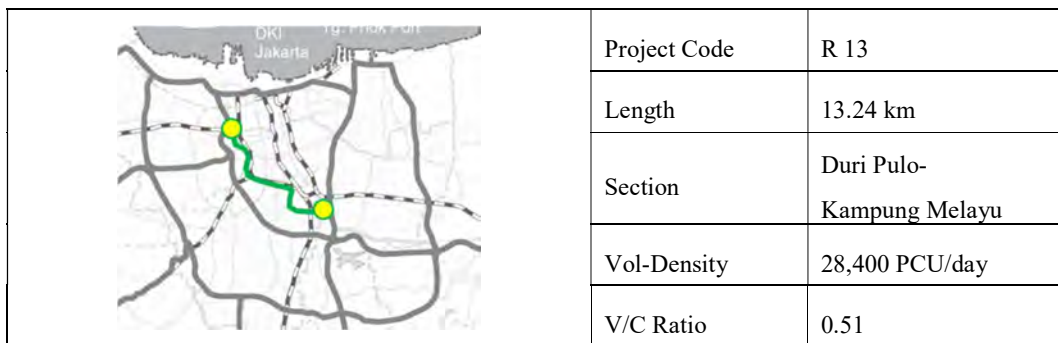 DKI
Jakarta
Project Code
R 13
Length
13.24 km
Section
Duri Pulo-
Kampung Melayu
Vol-Density
28,400 PCU/day
V/C Ratio
0.51